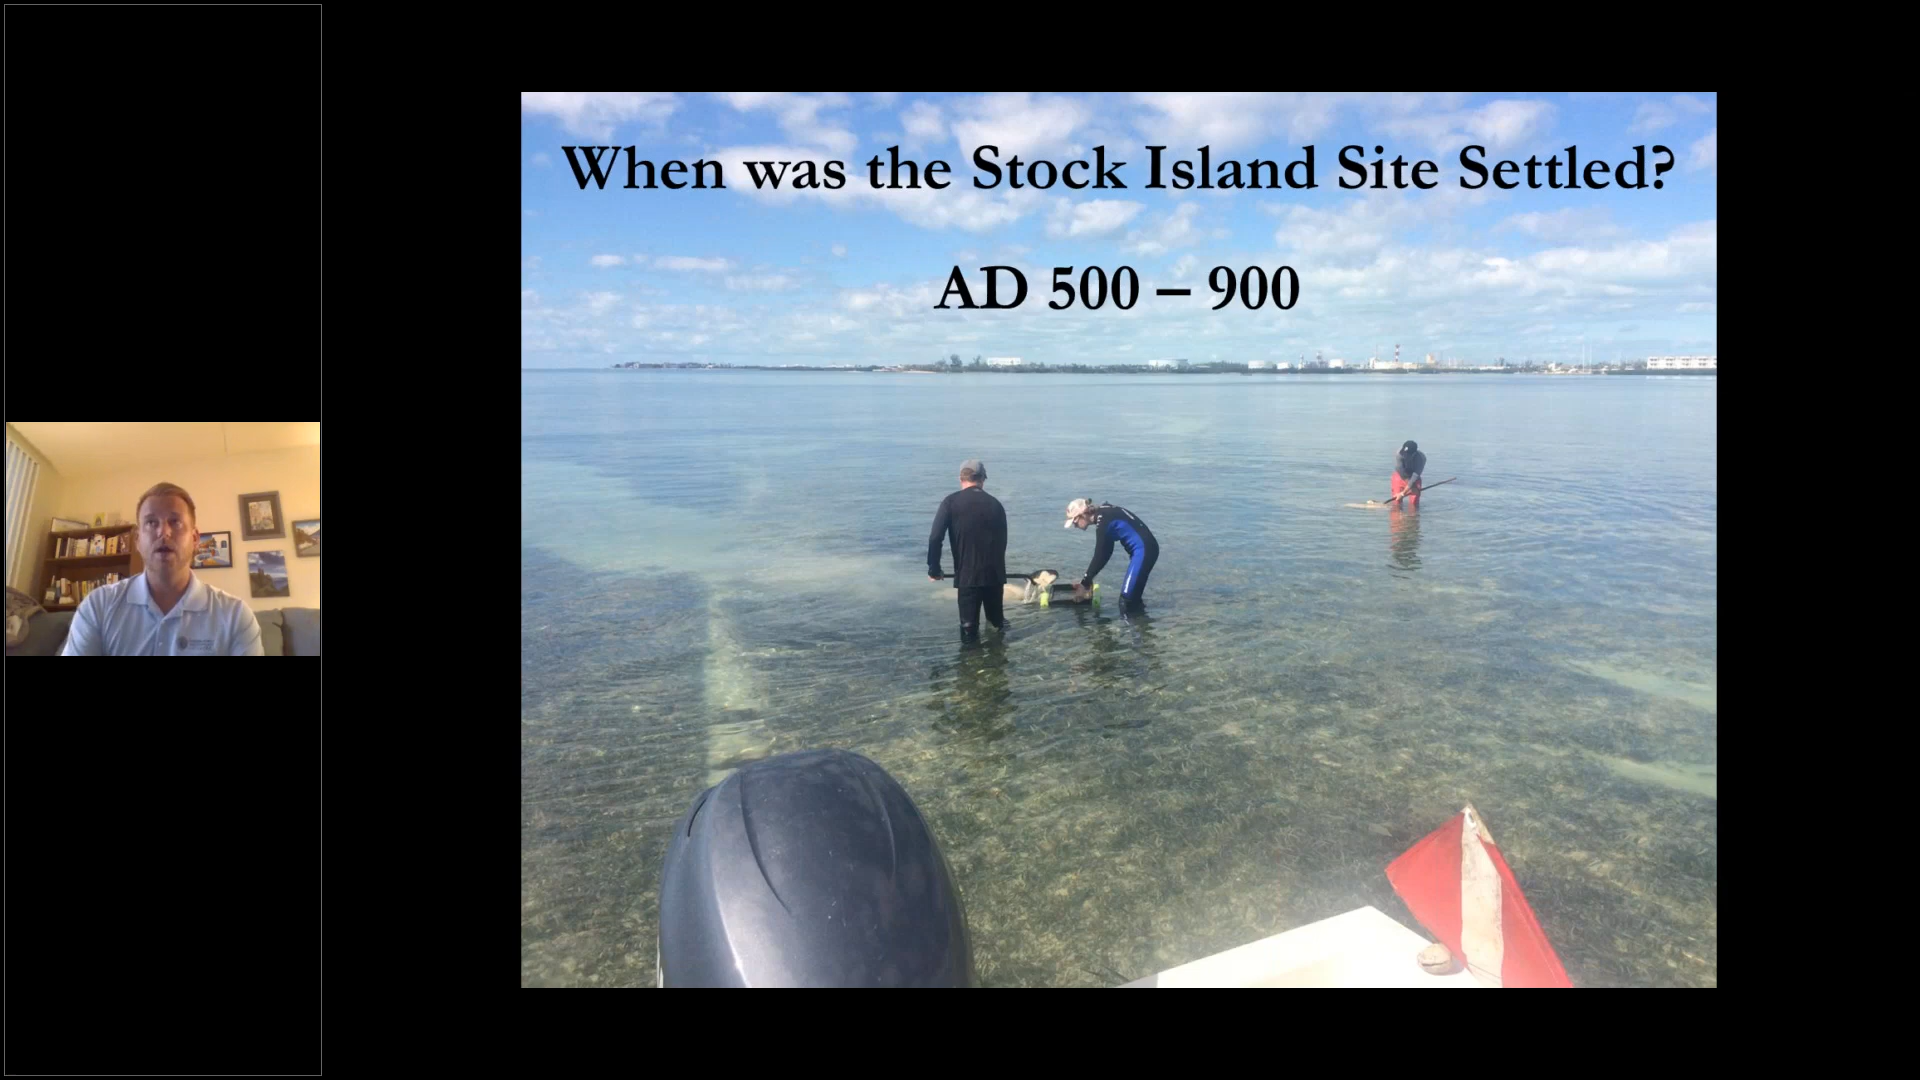 When was the Stock Island Site Settled?
AD 500 – 900